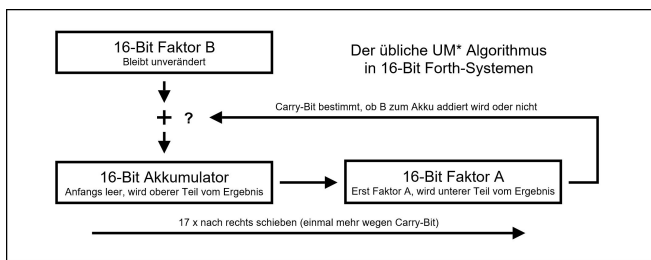 16-Bit Faktor B
Bleibt unverändert
Der übliche UM* Algorithmus
in 16-Bit Forth-Systemen
+ ?
Carry-Bit bestimmt, ob B zum Akku addiert wird oder nicht
16-Bit Akkumulator
Anfangs leer, wird oberer Teil vom Ergebnis
16-Bit Faktor A
Erst Faktor A, wird unterer Teil vom Ergebnis
17 x nach rechts schieben (einmal mehr wegen Carry-Bit)